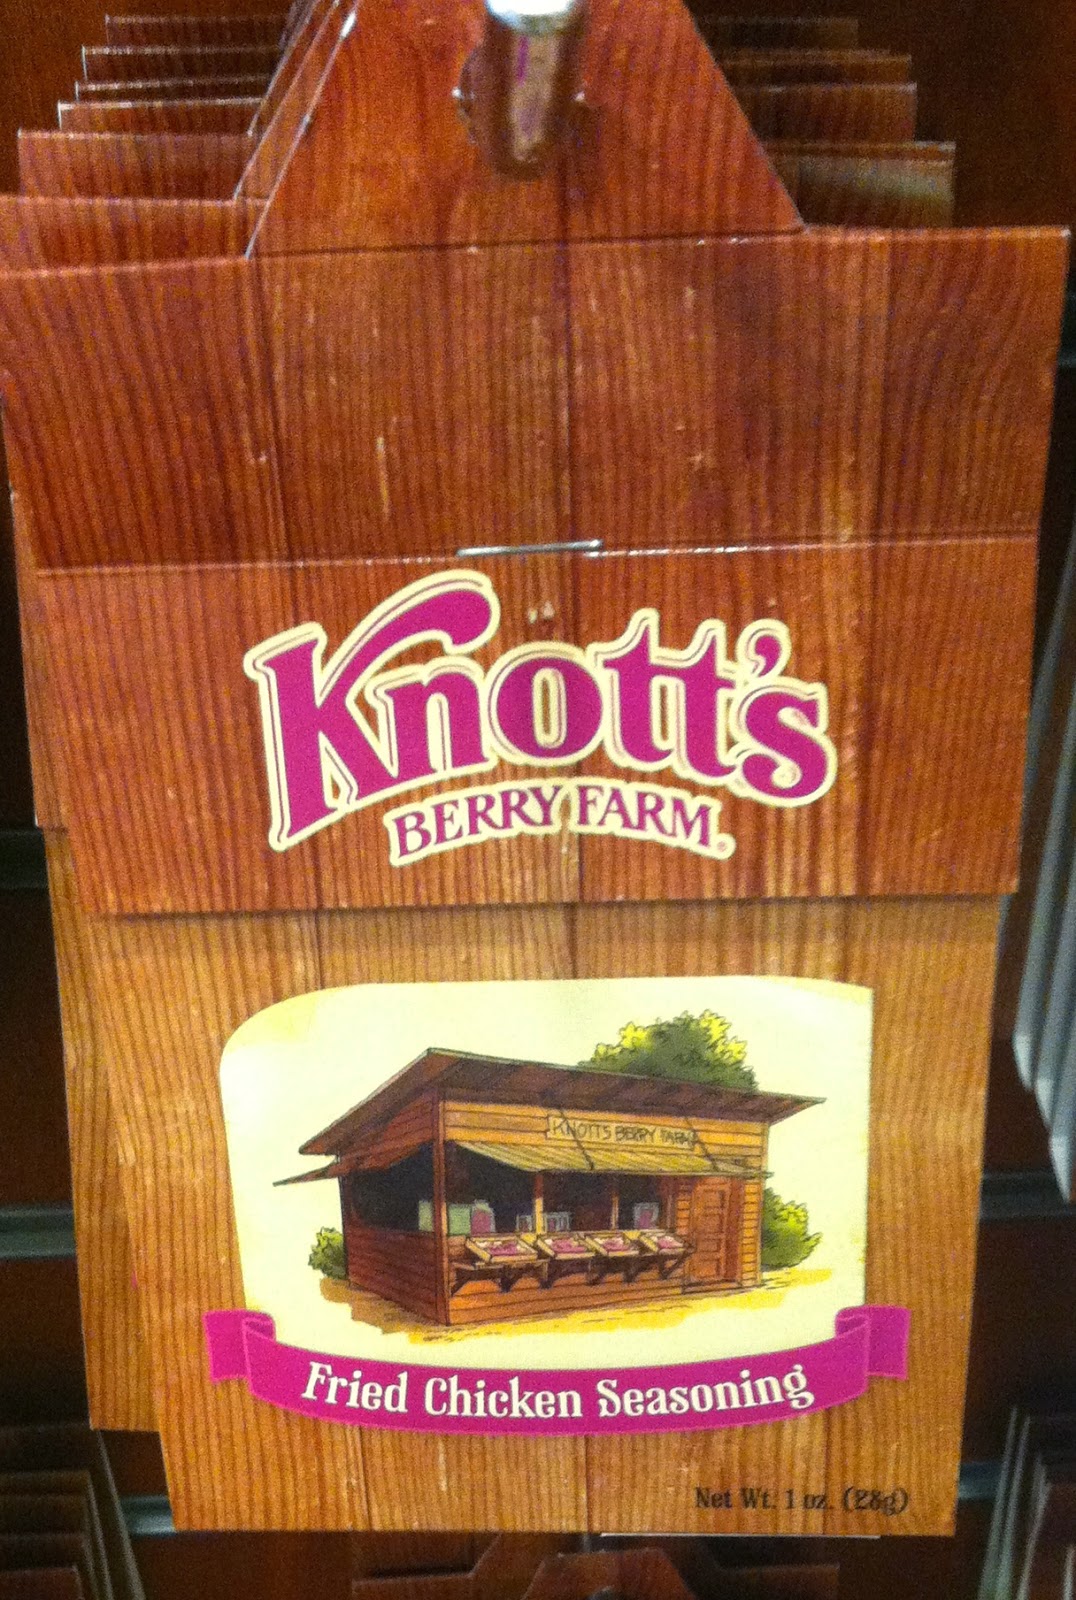 Knott's
BERRY FARM®
KNOTTS BERRY FARM
Fried Chicken Seasoning
Net Wt. 1 oz. (28g)